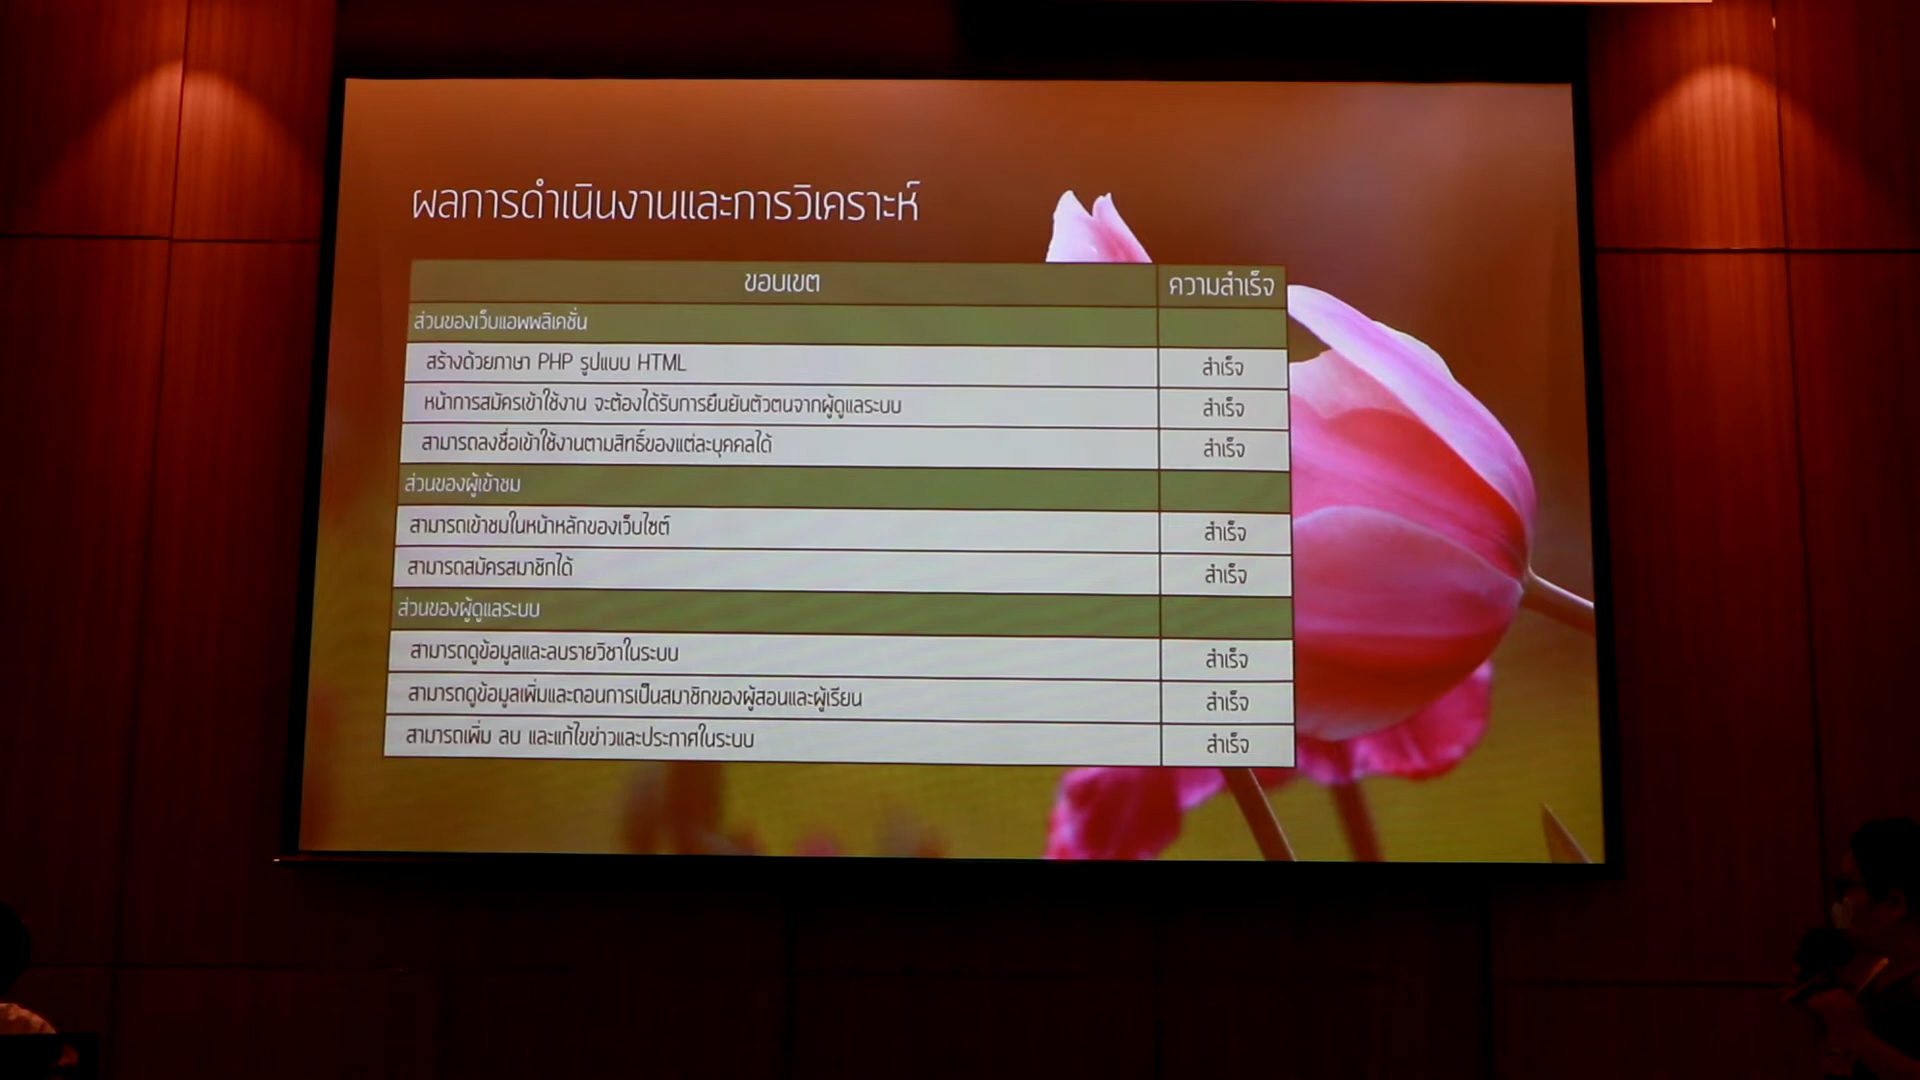 ผลการดำเนินงานและการวิเคราะห์
ขอบเขต ความสำเร็จ
ส่วนของเว็บแอพพลิเคชั่น
สร้างด้วยภาษา PHP รูปแบบ HTML สำเร็จ
หน้าการสมัครเข้าใช้งาน จะต้องได้รับการยืนยันตัวตนจากผู้ดูแลระบบ สำเร็จ
สามารถลงชื่อเข้าใช้งานตามสิทธิ์ของแต่ละบุคคลได้ สำเร็จ
ส่วนของผู้เข้าชม
สามารถเข้าชมในหน้าหลักของเว็บไซต์ สำเร็จ
สามารถสมัครสมาชิกได้ สำเร็จ
ส่วนของผู้ดูแลระบบ
สามารถดูข้อมูลและลบรายวิชาในระบบ สำเร็จ
สามารถดูข้อมูลเพิ่มและถอนการเป็นสมาชิกของผู้สอนและผู้เรียน สำเร็จ
สามารถเพิ่ม ลบ และแก้ไขข่าวและประกาศในระบบ สำเร็จ